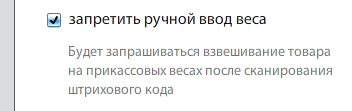 запретить ручной ввод веса
Будет запрашиваться взвешивание товара
на прикассовых весах после сканирования
штрихового кода